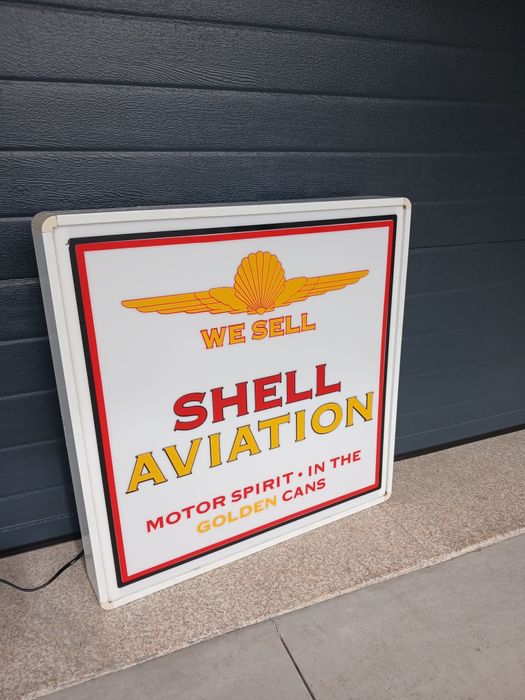 WE SELL
SHELL
AVIATION
MOTOR SPIRIT · IN THE
GOLDEN CANS